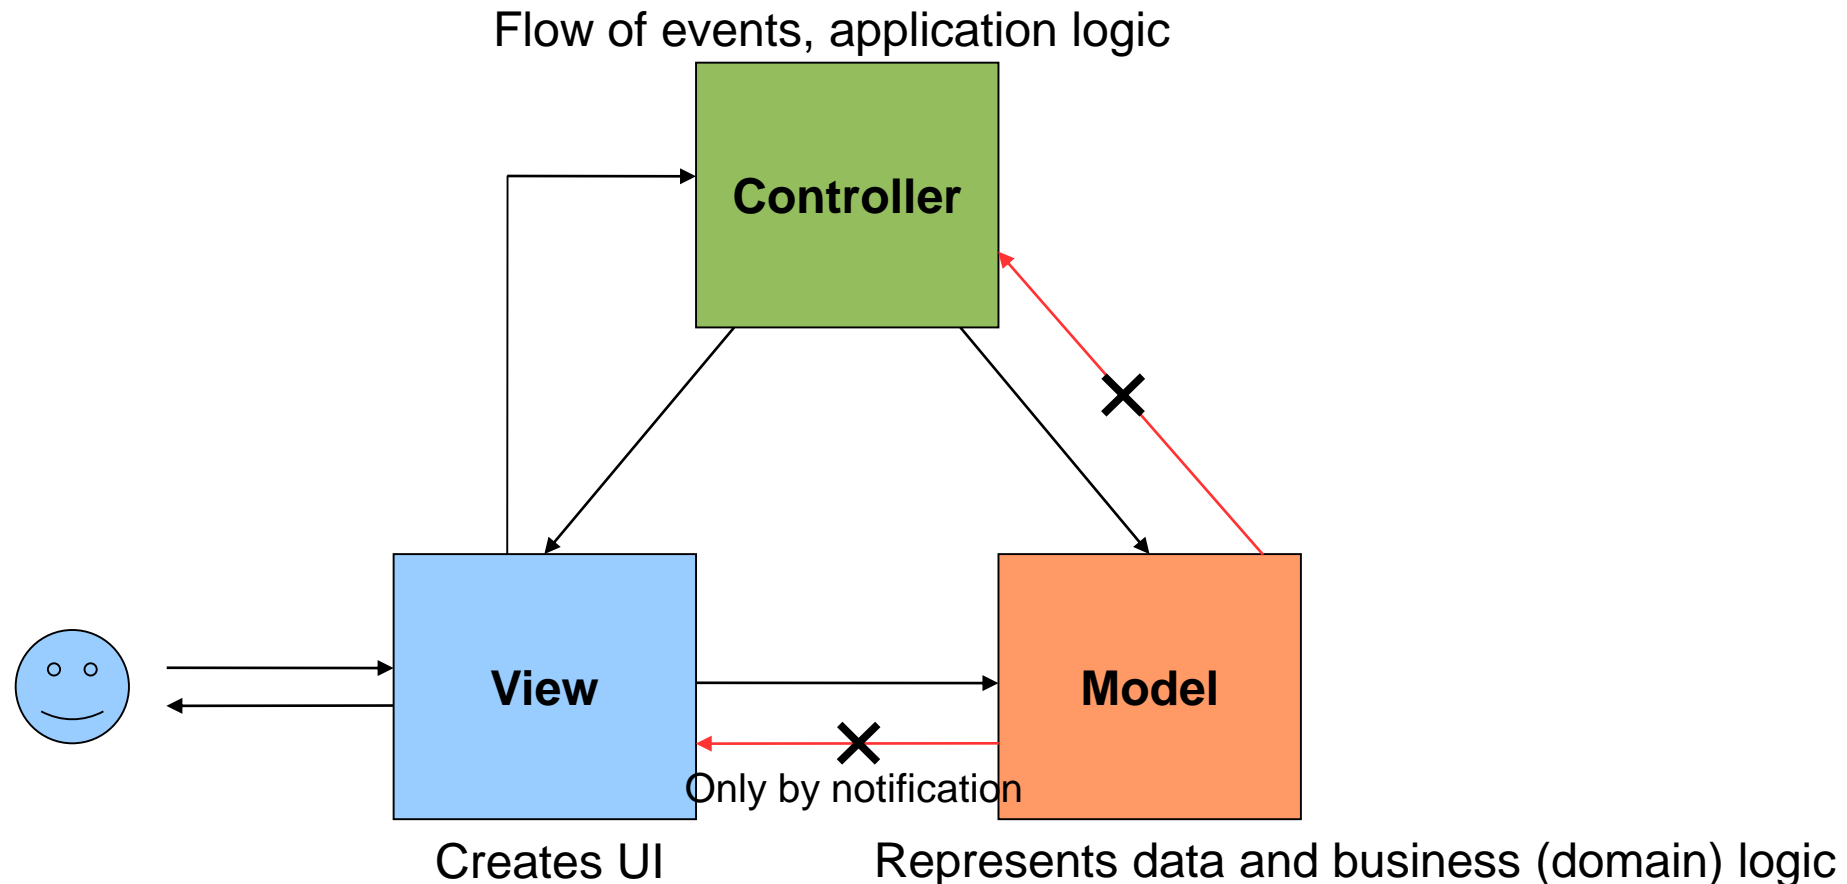 Flow of events, application logic
Controller
View
Model
Only by notification
Creates UI
Represents data and business (domain) logic